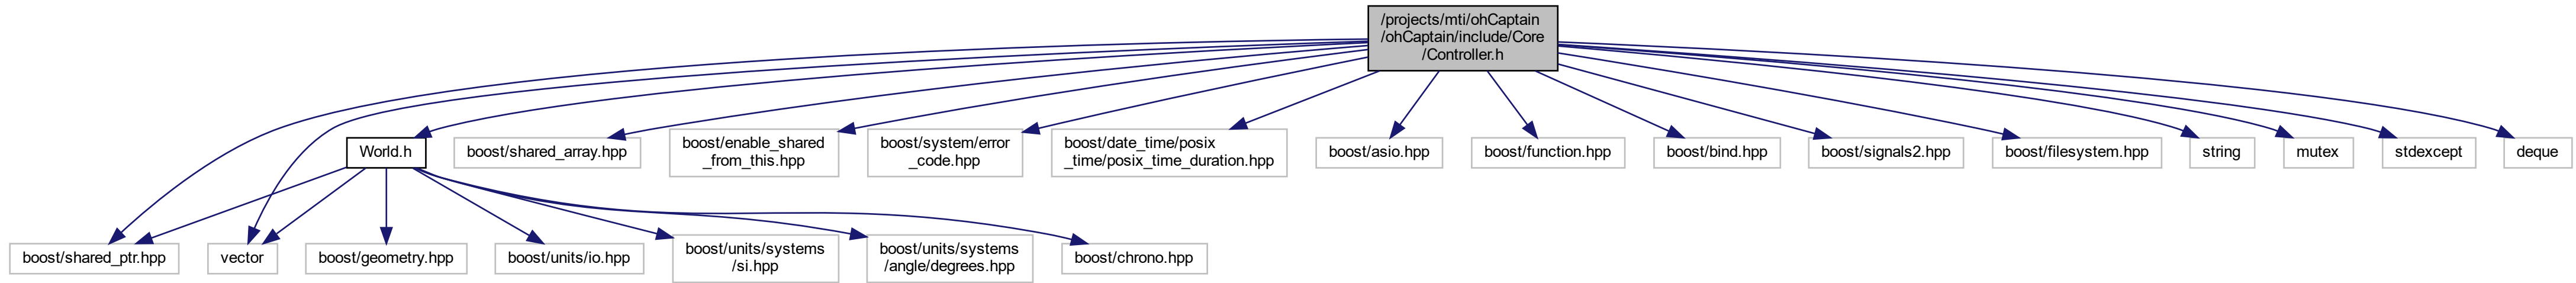 /projects/mti/ohCaptain
/ohCaptain/include/Core
/Controller.h
World.h
boost/shared_array.hpp
boost/enable_shared
_from_this.hpp
boost/system/error
_code.hpp
boost/date_time/posix
_time/posix_time_duration.hpp
boost/asio.hpp
boost/function.hpp
boost/bind.hpp
boost/signals2.hpp
boost/filesystem.hpp
string
mutex
stdexcept
deque
boost/shared_ptr.hpp
vector
boost/geometry.hpp
boost/units/io.hpp
boost/units/systems
/si.hpp
boost/units/systems
/angle/degrees.hpp
boost/chrono.hpp